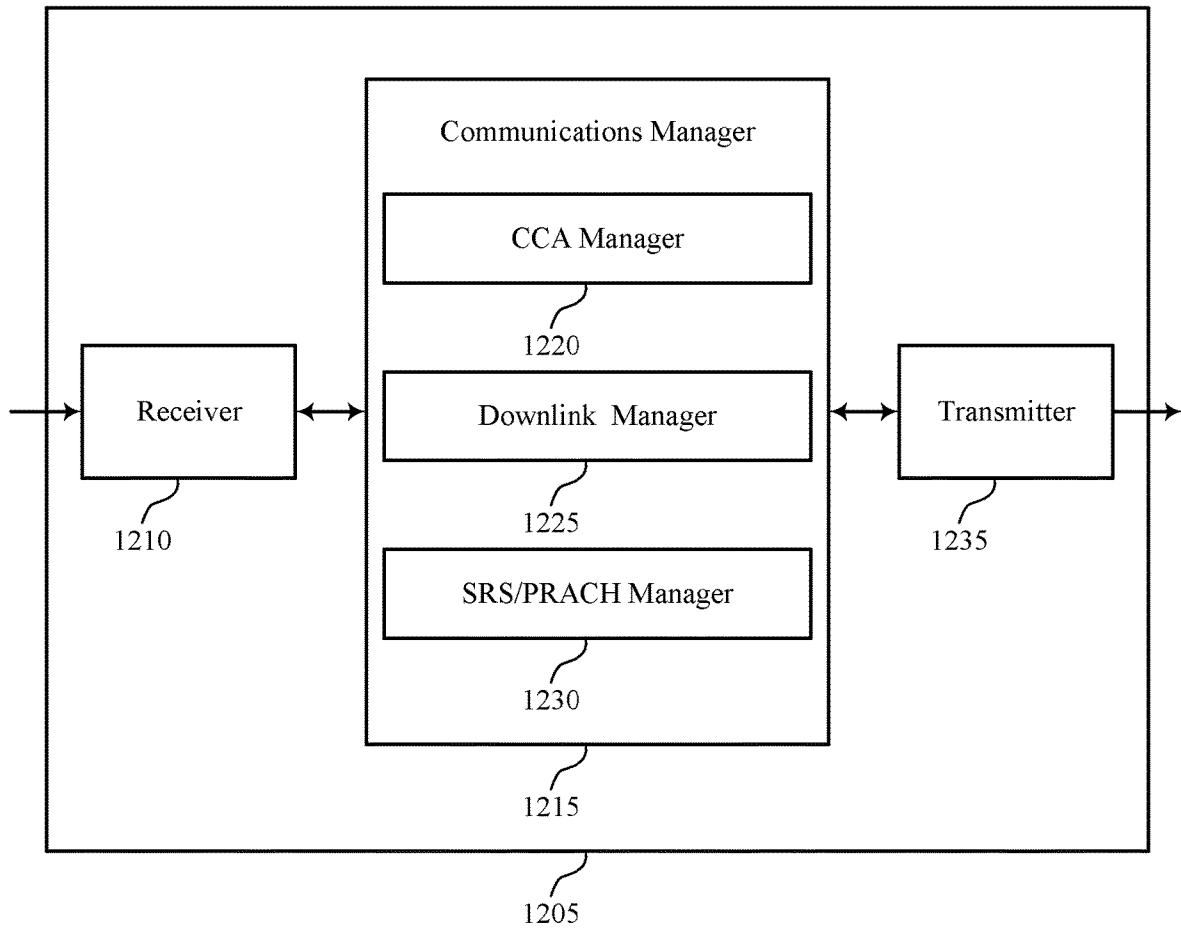 Communications Manager
CCA Manager
1220
Receiver
Downlink Manager
Transmitter
1210
1225
1235
SRS/PRACH Manager
1230
1215
1205